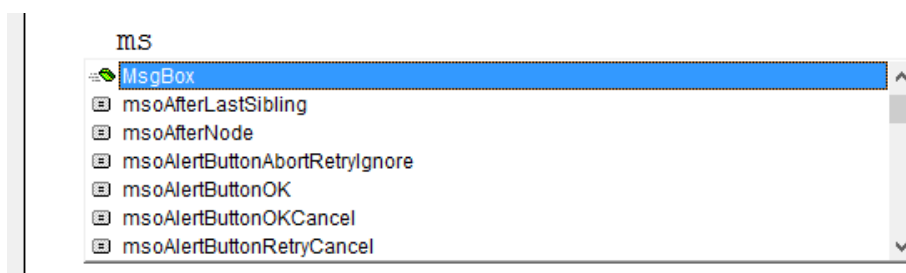 ms
MsgBox
msoAfterLastSibling
msoAfterNode
msoAlertButtonAbortRetryIgnore
msoAlertButtonOK
msoAlertButtonOKCancel
msoAlertButtonRetryCancel